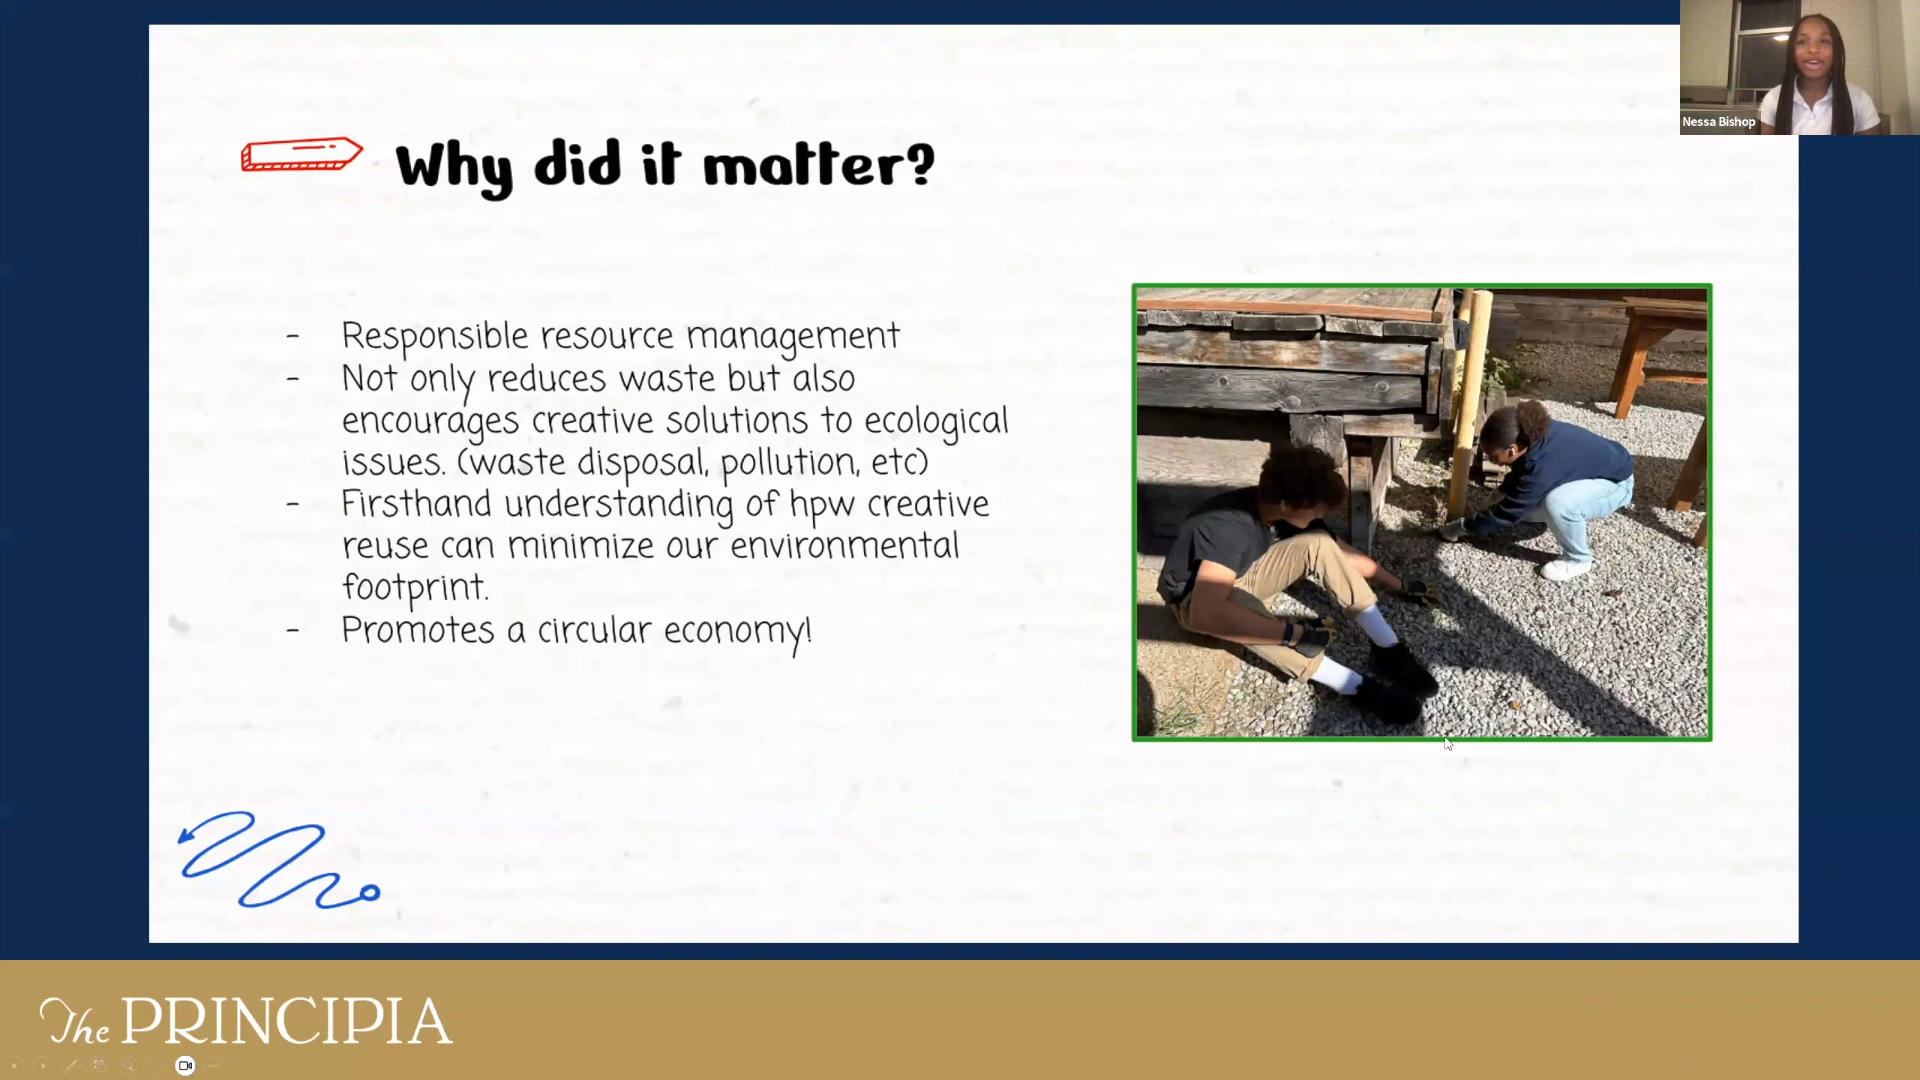 Nessa Bishop
Why did it matter?
- Responsible resource management
- Not only reduces waste but also
encourages creative solutions to ecological
issues. (waste disposal, pollution, etc)
- Firsthand understanding of hpw creative
reuse can minimize our environmental
footprint.
- Promotes a circular economy!
The PRINCIPIA